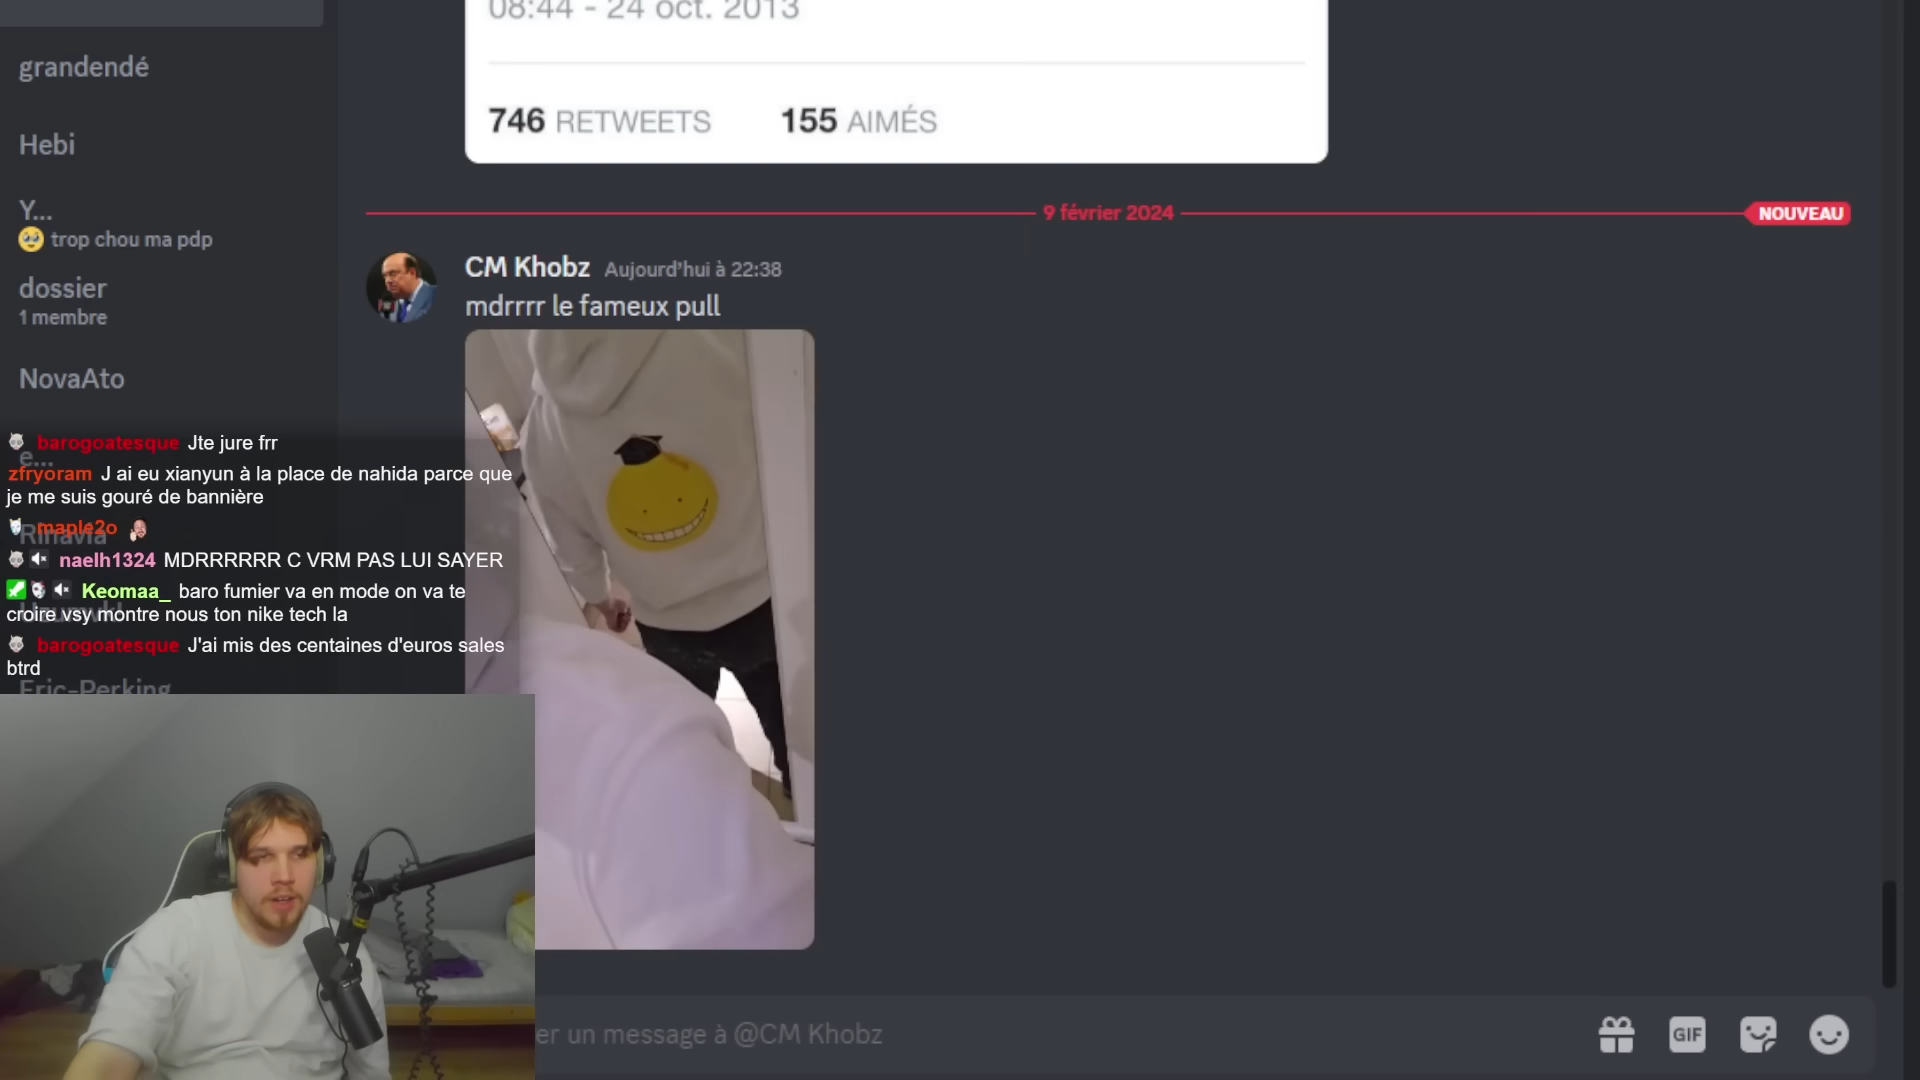 08:44 - 24 oct. 2013
746 RETWEETS 155 AIMÉS
grandendé
Hebi
Y...
trop chou ma pdp
dossier
1 membre
NovaAto
e...
Rinavia
Eric-Perking
9 février 2024
NOUVEAU
CM Khobz Aujourd'hui à 22:38
mdrrrr le fameux pull
barogoatesque Jte jure frr
zfryoram J ai eu xianyun à la place de nahida parce que
je me suis gouré de bannière
maple2o
naelh1324 MDRRRRRR C VRM PAS LUI SAYER
Keomaa_ baro fumier va en mode on va te
croire vsy montre nous ton nike tech la
barogoatesque J'ai mis des centaines d'euros sales
btrd
er un message à @CM Khobz
GIF